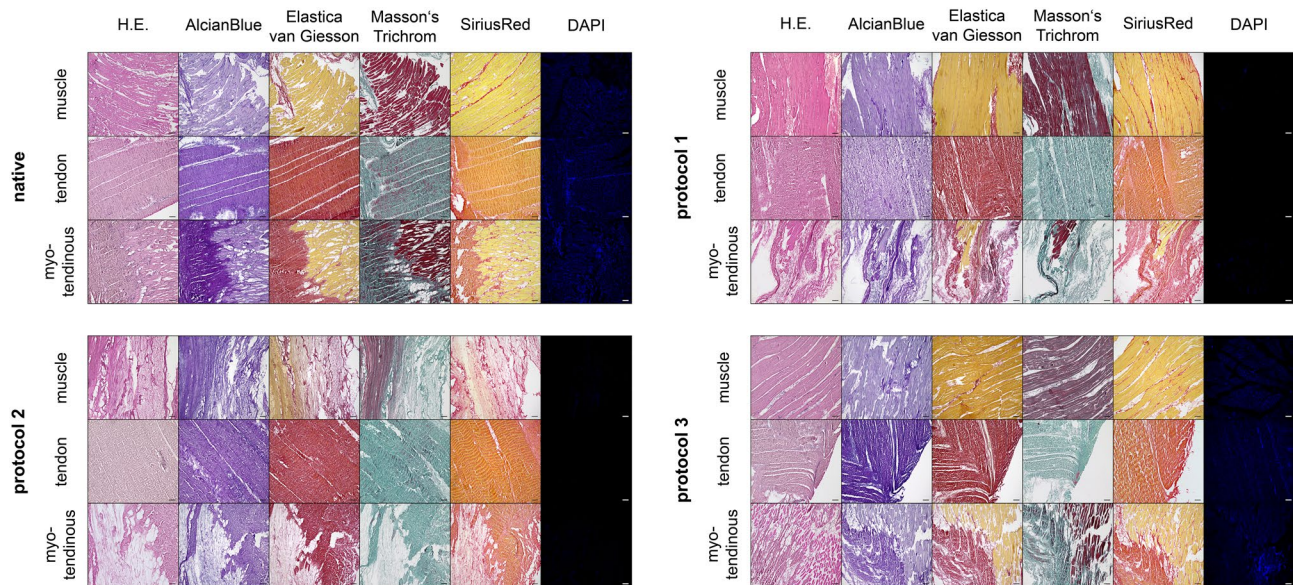 H.E. AlcianBlue Elastica van Giesson Masson‘s Trichrom SiriusRed DAPI
native
muscle
tendon
myo-
tendinous
H.E. AlcianBlue Elastica van Giesson Masson‘s Trichrom SiriusRed DAPI
protocol 1
muscle
tendon
myo-
tendinous
protocol 2
muscle
tendon
myo-
tendinous
protocol 3
muscle
tendon
myo-
tendinous